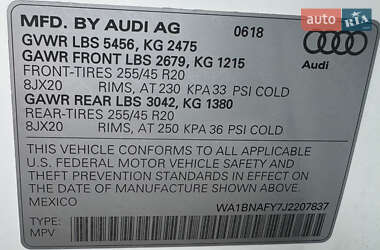 MFD. BY AUDI AG 0618
GVWR LBS 5456, KG 2475
GAWR FRONT LBS 2679, KG 1215
FRONT-TIRES 255/45 R20
8JX20 RIMS, AT 230 KPA 33 PSI COLD
GAWR REAR LBS 3042, KG 1380
REAR-TIRES 255/45 R20
8JX20 RIMS, AT 250 KPA 36 PSI COLD
Audi
THIS VEHICLE CONFORMS TO ALL APPLICABLE
U.S. FEDERAL MOTOR VEHICLE SAFETY AND
THEFT PREVENTION STANDARDS IN EFFECT ON
THE DATE OF MANUFACTURE SHOWN ABOVE.
MEXICO WA1BNAFY7J2207837
TYPE:
MPV
AUTO.RIA.com